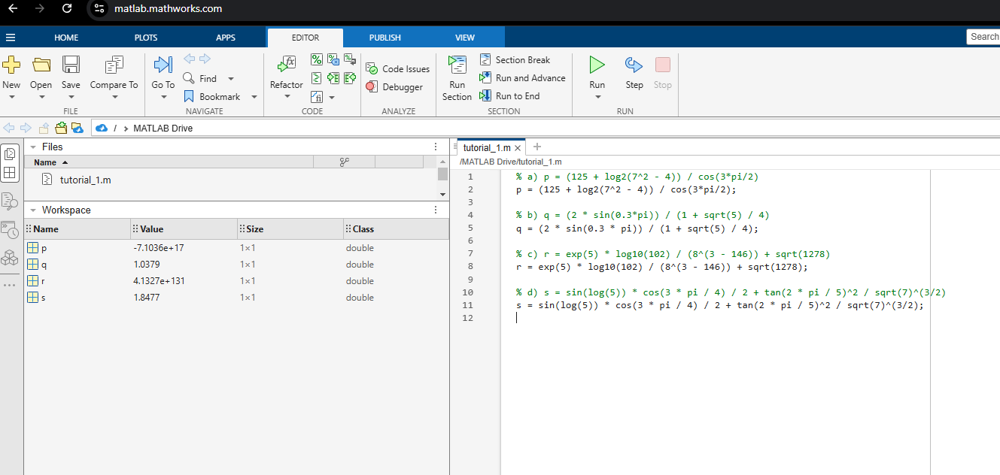 matlab.mathworks.com
HOME PLOTS APPS EDITOR PUBLISH VIEW Search
New Open Save Compare To Go To Find Bookmark Refactor Code Issues Debugger Run Section Section Break Run and Advance Run to End Run Step Stop
FILE NAVIGATE CODE ANALYZE SECTION RUN
/ > MATLAB Drive
Files
Name
tutorial_1.m
Workspace
Name Value Size Class
p -7.1036e+17 1×1 double
q 1.0379 1×1 double
r 4.1327e+131 1×1 double
s 1.8477 1×1 double
tutorial_1.m × +
/MATLAB Drive/tutorial_1.m
1 % a) p = (125 + log2(7^2 - 4)) / cos(3*pi/2)
2 p = (125 + log2(7^2 - 4)) / cos(3*pi/2);
3
4 % b) q = (2 * sin(0.3*pi)) / (1 + sqrt(5) / 4)
5 q = (2 * sin(0.3 * pi)) / (1 + sqrt(5) / 4);
6
7 % c) r = exp(5) * log10(102) / (8^(3 - 146)) + sqrt(1278)
8 r = exp(5) * log10(102) / (8^(3 - 146)) + sqrt(1278);
9
10 % d) s = sin(log(5)) * cos(3 * pi / 4) / 2 + tan(2 * pi / 5)^2 / sqrt(7)^(3/2)
11 s = sin(log(5)) * cos(3 * pi / 4) / 2 + tan(2 * pi / 5)^2 / sqrt(7)^(3/2);
12